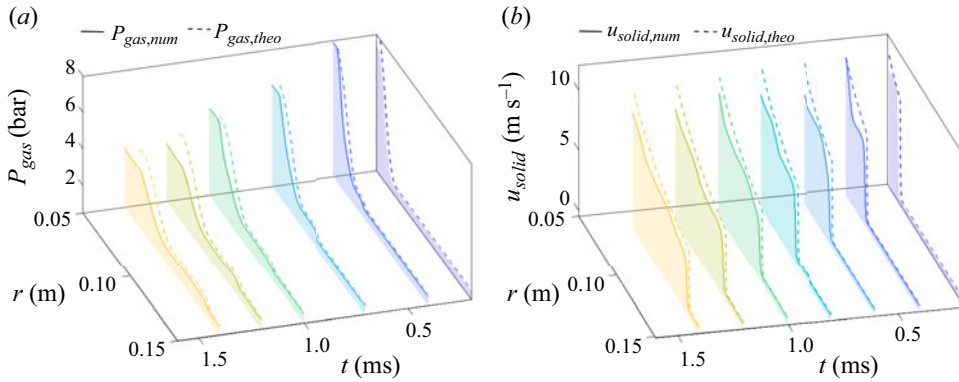 (a)
P_gas,num P_gas,theo
8
6
4
2
P_gas (bar)
0.05
0.10
0.15
r (m)
1.5
1.0
0.5
t (ms)
(b)
u_solid,num u_solid,theo
10
5
0
u_solid (m s⁻¹)
0.05
0.10
0.15
r (m)
1.5
1.0
0.5
t (ms)